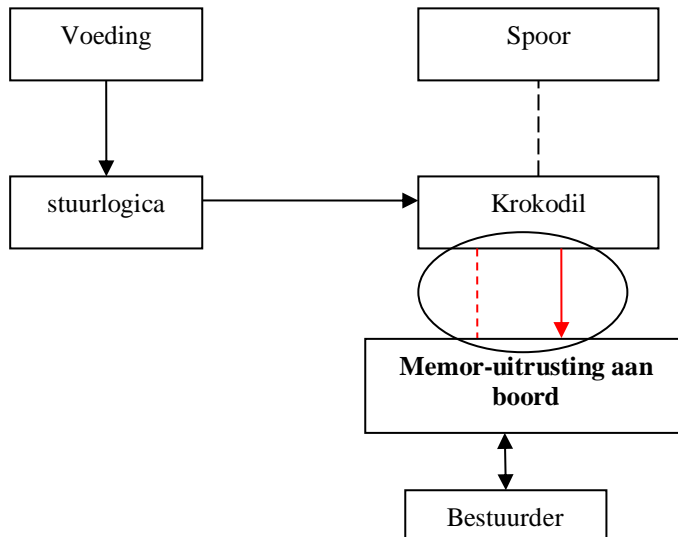 Voeding
Spoor
stuurlogica
Krokodil
Memor-uitrusting aan
boord
Bestuurder